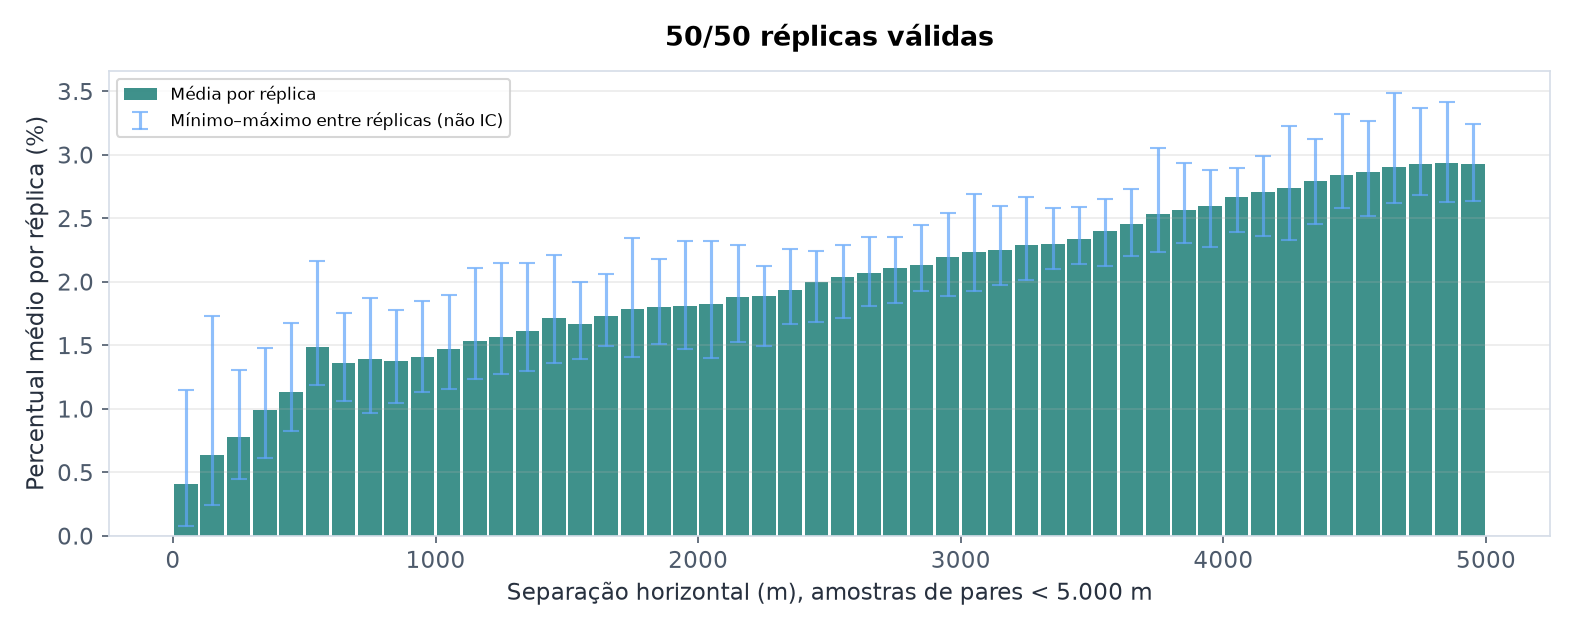 50/50 réplicas válidas
Média por réplica
Mínimo–máximo entre réplicas (não IC)
Percentual médio por réplica (%)
3.5
3.0
2.5
2.0
1.5
1.0
0.5
0.0
0 1000 2000 3000 4000 5000
Separação horizontal (m), amostras de pares < 5.000 m